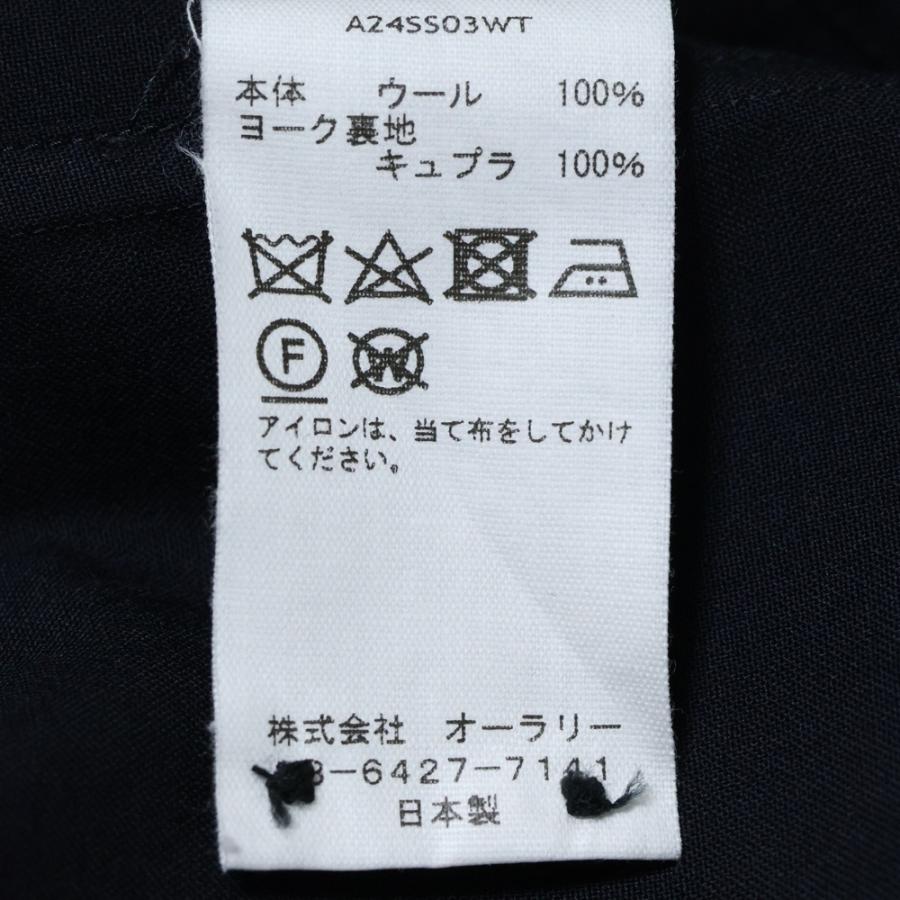 A24SS03WT
本体　ウール　100%
ヨーク裏地
キュプラ　100%
F
W
アイロンは、当て布をしてかけ
てください。
株式会社　オーラリー
3-6427-7141
日本製